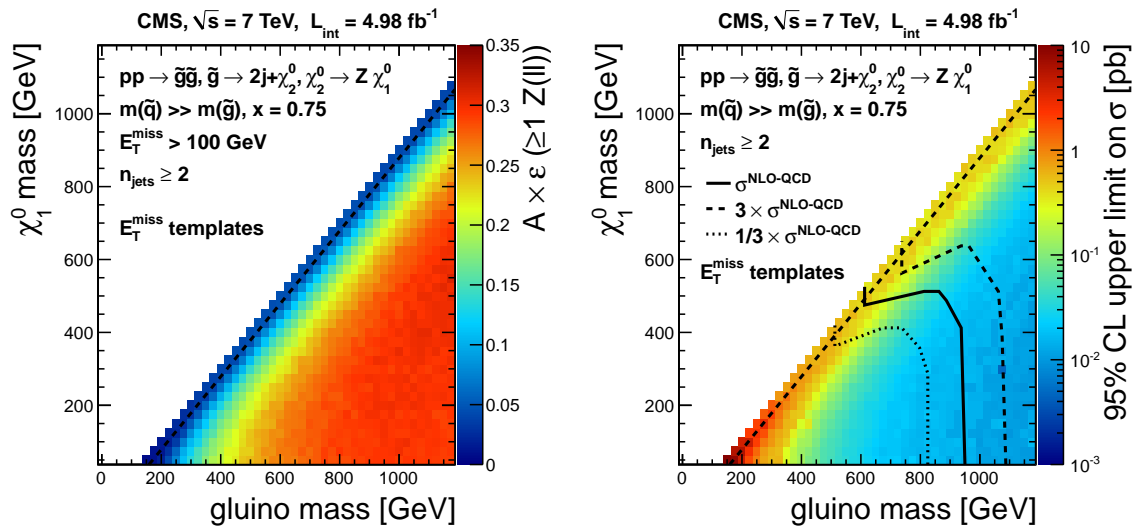 CMS, √s = 7 TeV, L_int = 4.98 fb⁻¹
pp → g̃g̃, g̃ → 2j+χ₂⁰, χ₂⁰ → Z χ₁⁰
m(q̃) >> m(g̃), x = 0.75
E_T^miss > 100 GeV
n_jets ≥ 2
E_T^miss templates
χ₁⁰ mass [GeV]
1000
800
600
400
200
0 200 400 600 800 1000
gluino mass [GeV]
0.35
0.3
0.25
0.2
0.15
0.1
0.05
0
A × ε (≥1 Z(ll))
CMS, √s = 7 TeV, L_int = 4.98 fb⁻¹
pp → g̃g̃, g̃ → 2j+χ₂⁰, χ₂⁰ → Z χ₁⁰
m(q̃) >> m(g̃), x = 0.75
n_jets ≥ 2
σ^NLO-QCD
3 × σ^NLO-QCD
1/3 × σ^NLO-QCD
E_T^miss templates
χ₁⁰ mass [GeV]
1000
800
600
400
200
0 200 400 600 800 1000
gluino mass [GeV]
10
1
10⁻¹
10⁻²
10⁻³
95% CL upper limit on σ [pb]